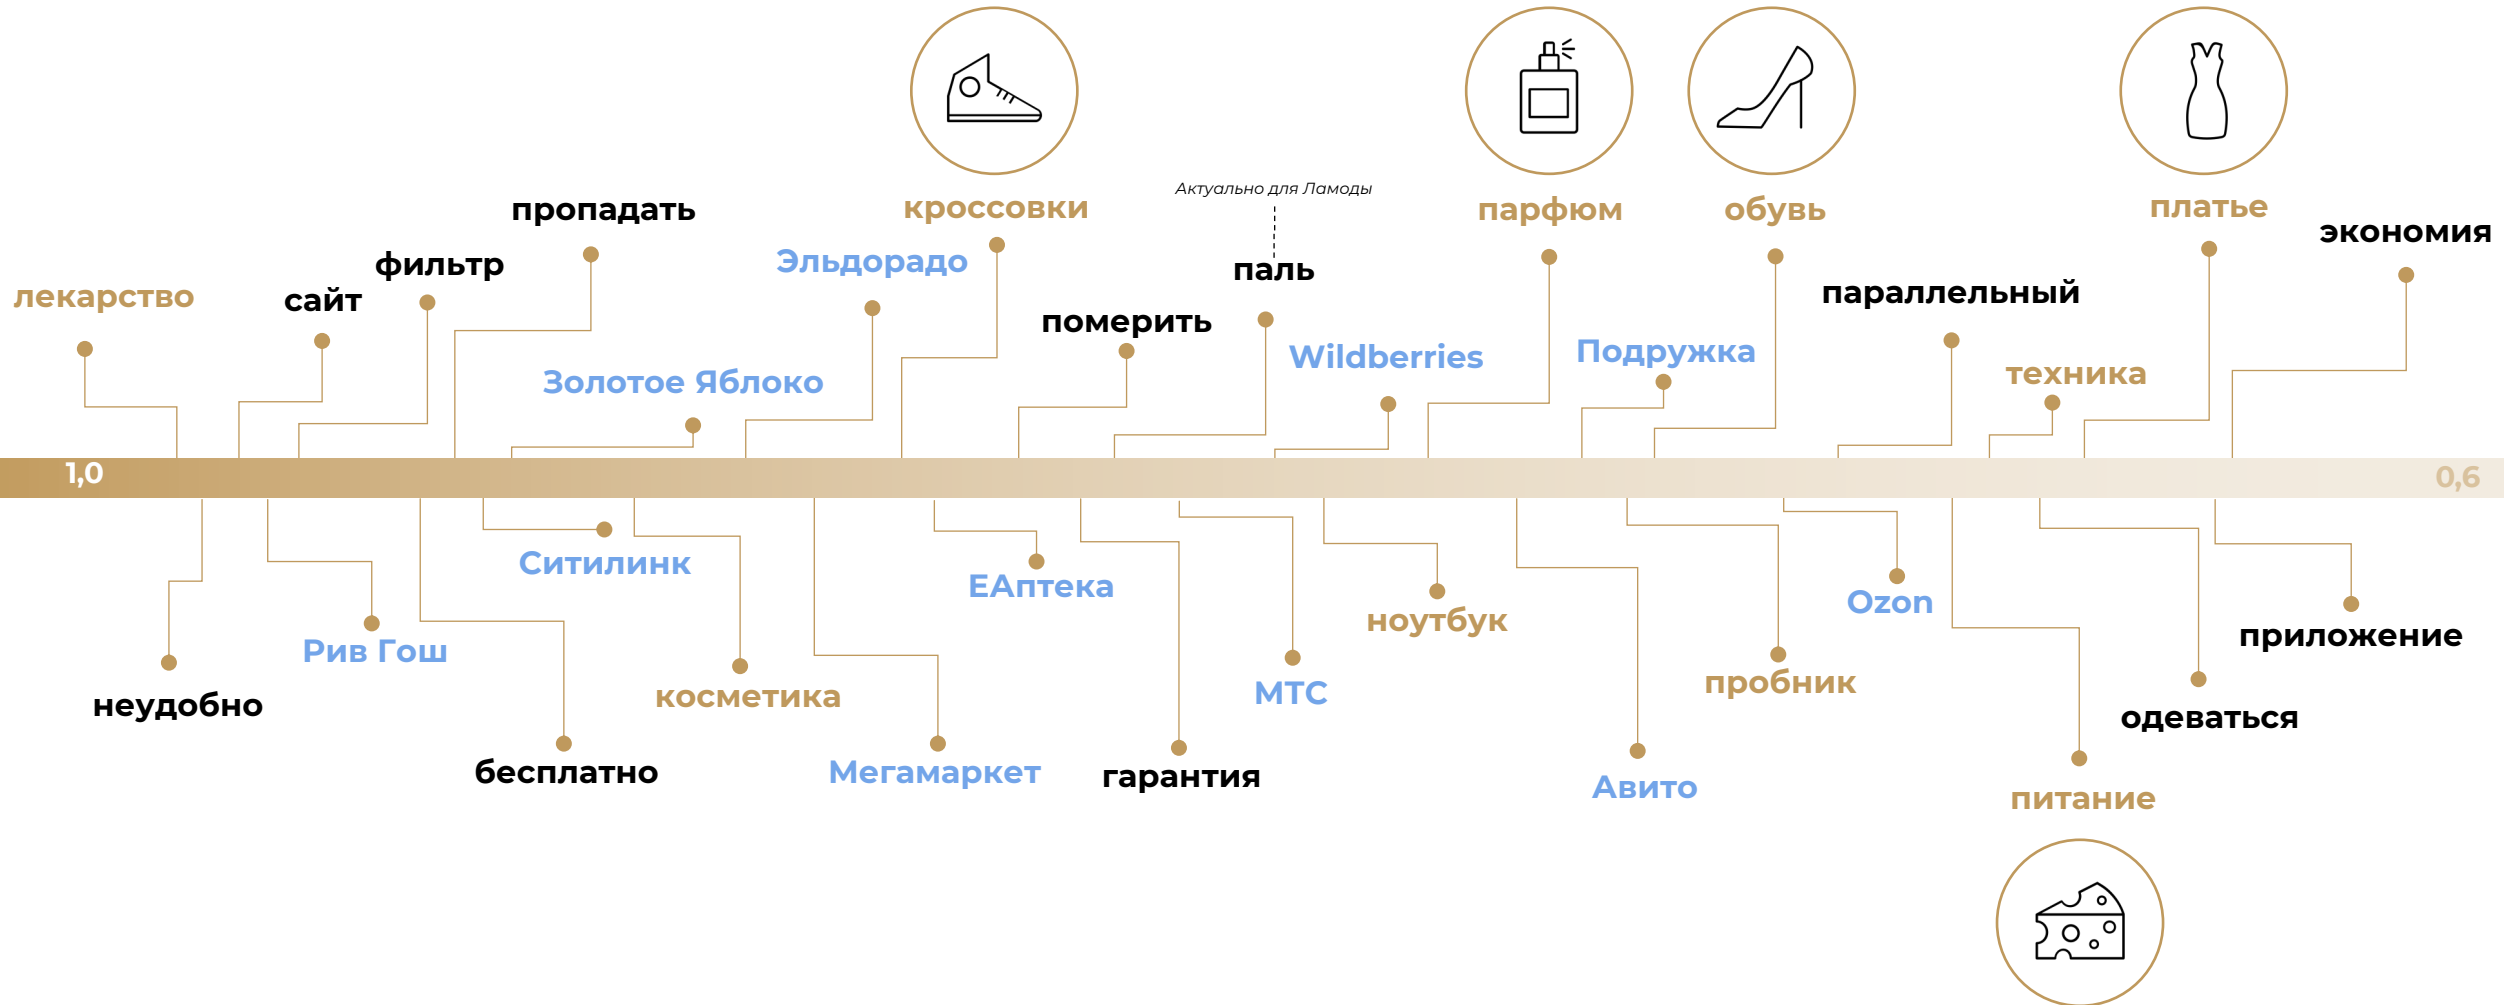 Актуально для Ламоды
пропадать
кроссовки
парфюм
обувь
платье
экономия
фильтр
Эльдорадо
паль
лекарство
сайт
параллельный
померить
Золотое Яблоко
Wildberries
Подружка
техника
1,0
0,6
Ситилинк
ЕАптека
Ozon
Рив Гош
ноутбук
приложение
неудобно
косметика
МТС
пробник
одеваться
бесплатно
Мегамаркет
гарантия
Авито
питание